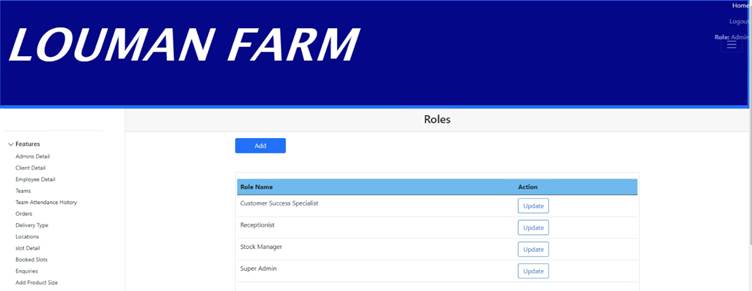 Home
LOUMAN FARM
Logout
Role: Admin
Roles
Add
Features
Admins Detail
Client Detail
Employee Detail
Teams
Team Attendance History
Orders
Delivery Type
Locations
slot Detail
Booked Slots
Enquiries
Add Product Size
Role Name Action
Customer Success Specialist Update
Receptionist Update
Stock Manager Update
Super Admin Update